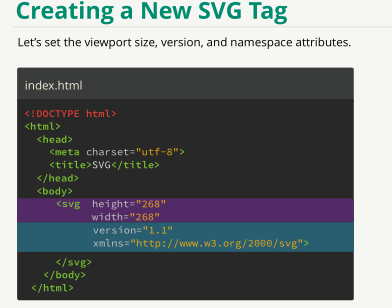 Creating a New SVG Tag
Let's set the viewport size, version, and namespace attributes.
index.html
<!DOCTYPE html>
<html>
<head>
<meta charset="utf-8">
<title>SVG</title>
</head>
<body>
<svg height="268"
width="268"
version="1.1"
xmlns="http://www.w3.org/2000/svg">
</svg>
</body>
</html>